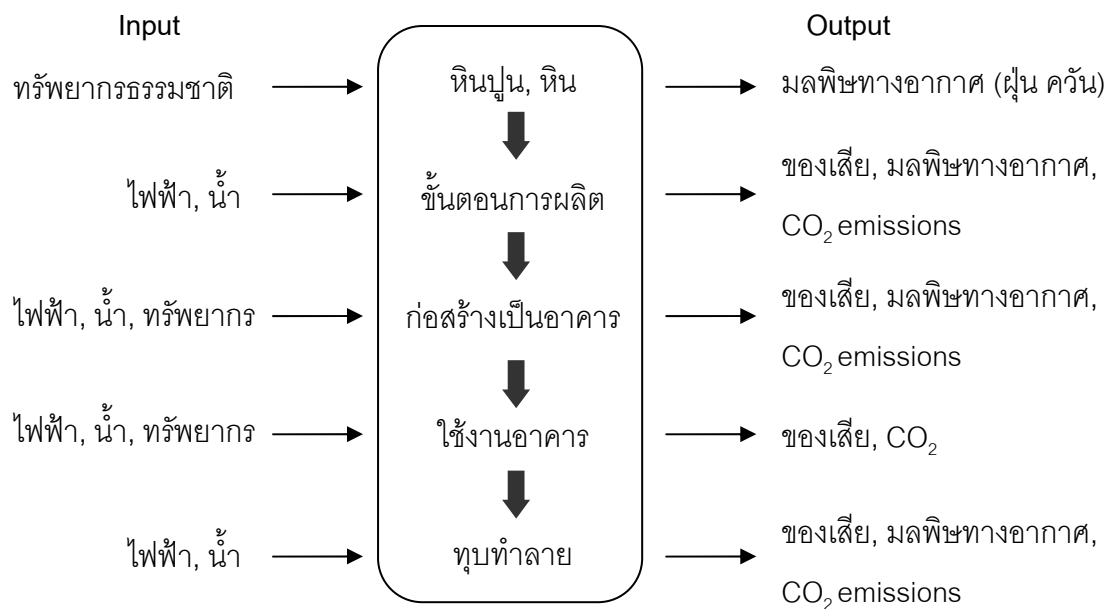 Input
Output
ทรัพยากรธรรมชาติ
หินปูน, หิน
มลพิษทางอากาศ (ฝุ่น ควัน)
ไฟฟ้า, น้ำ
ขั้นตอนการผลิต
ของเสีย, มลพิษทางอากาศ,
CO₂ emissions
ไฟฟ้า, น้ำ, ทรัพยากร
ก่อสร้างเป็นอาคาร
ของเสีย, มลพิษทางอากาศ,
CO₂ emissions
ไฟฟ้า, น้ำ, ทรัพยากร
ใช้งานอาคาร
ของเสีย, CO₂
ไฟฟ้า, น้ำ
ทุบทำลาย
ของเสีย, มลพิษทางอากาศ,
CO₂ emissions